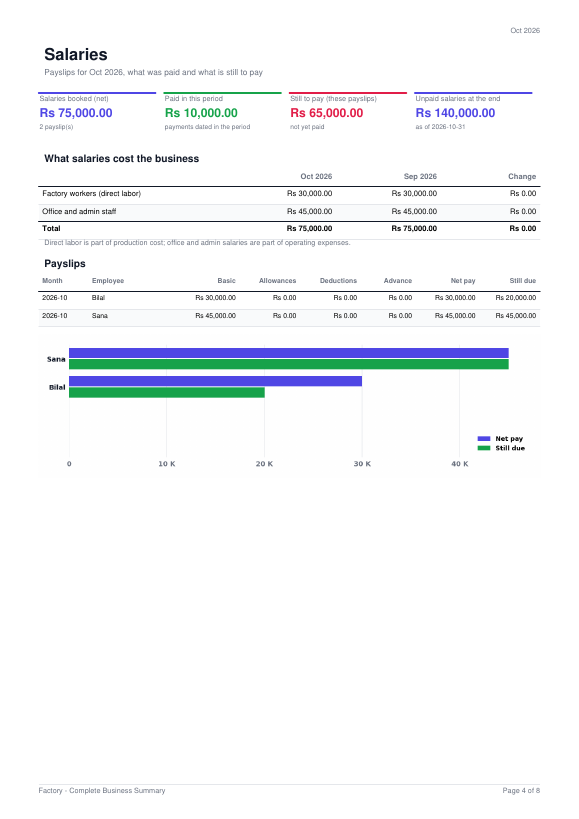 Oct 2026
Salaries
Payslips for Oct 2026, what was paid and what is still to pay
Salaries booked (net) Paid in this period Still to pay (these payslips) Unpaid salaries at the end
Rs 75,000.00 Rs 10,000.00 Rs 65,000.00 Rs 140,000.00
2 payslip(s) payments dated in the period not yet paid as of 2026-10-31
What salaries cost the business
Oct 2026 Sep 2026 Change
Factory workers (direct labor) Rs 30,000.00 Rs 30,000.00 Rs 0.00
Office and admin staff Rs 45,000.00 Rs 45,000.00 Rs 0.00
Total Rs 75,000.00 Rs 75,000.00 Rs 0.00
Direct labor is part of production cost; office and admin salaries are part of operating expenses.
Payslips
Month Employee Basic Allowances Deductions Advance Net pay Still due
2026-10 Bilal Rs 30,000.00 Rs 0.00 Rs 0.00 Rs 0.00 Rs 30,000.00 Rs 20,000.00
2026-10 Sana Rs 45,000.00 Rs 0.00 Rs 0.00 Rs 0.00 Rs 45,000.00 Rs 45,000.00
Sana
Bilal
Net pay
Still due
0 10 K 20 K 30 K 40 K
Factory - Complete Business Summary Page 4 of 8